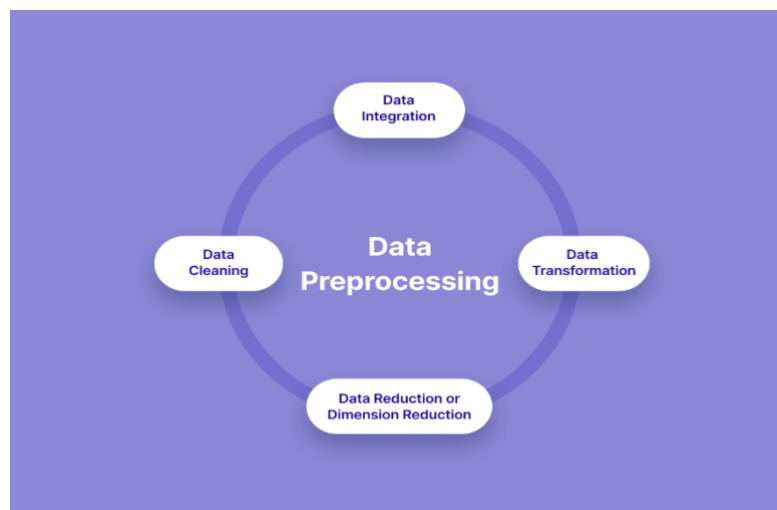 Data
Integration
Data
Cleaning
Data
Preprocessing
Data
Transformation
Data Reduction or
Dimension Reduction